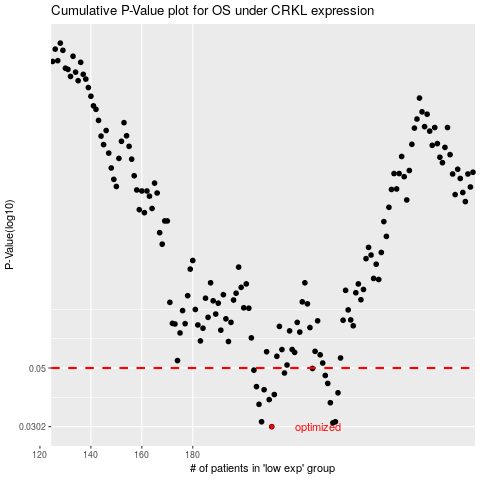 Cumulative P-Value plot for OS under CRKL expression
P-Value(log10)
0.05
0.0302
optimized
120 140 160 180
# of patients in 'low exp' group